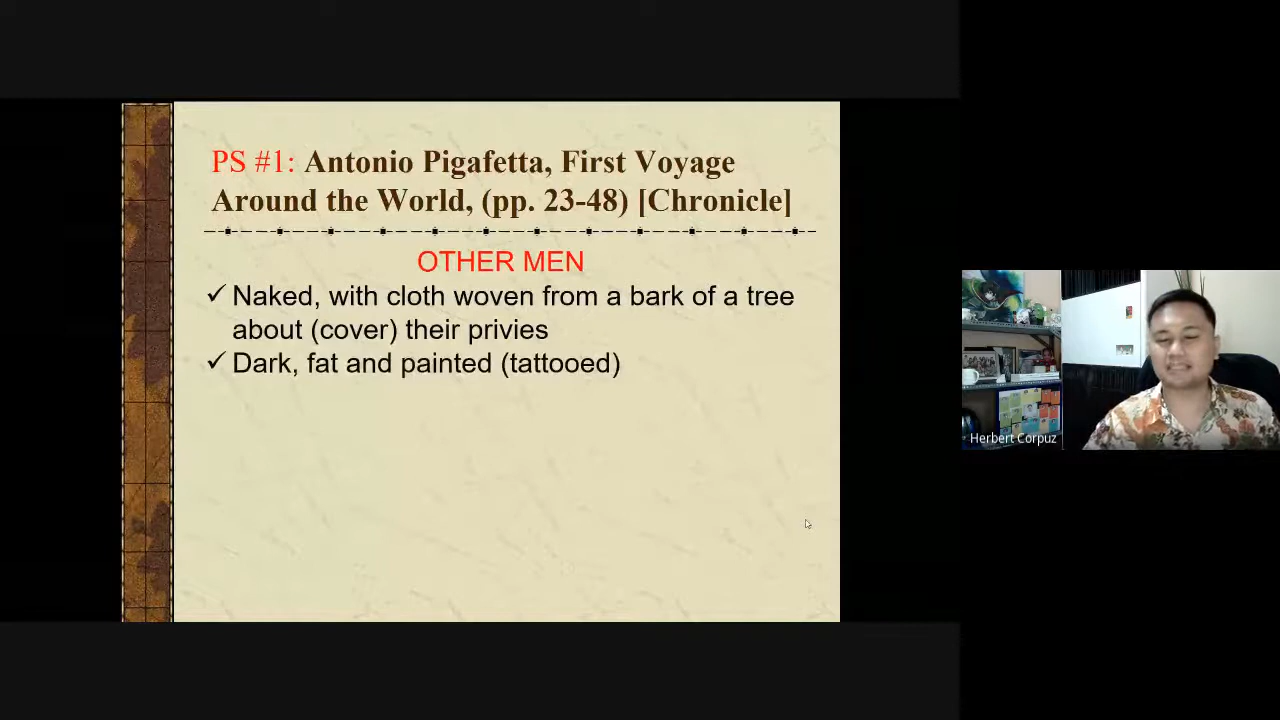 PS #1: Antonio Pigafetta, First Voyage
Around the World, (pp. 23-48) [Chronicle]
OTHER MEN
✓ Naked, with cloth woven from a bark of a tree
about (cover) their privies
✓ Dark, fat and painted (tattooed)
Herbert Corpuz